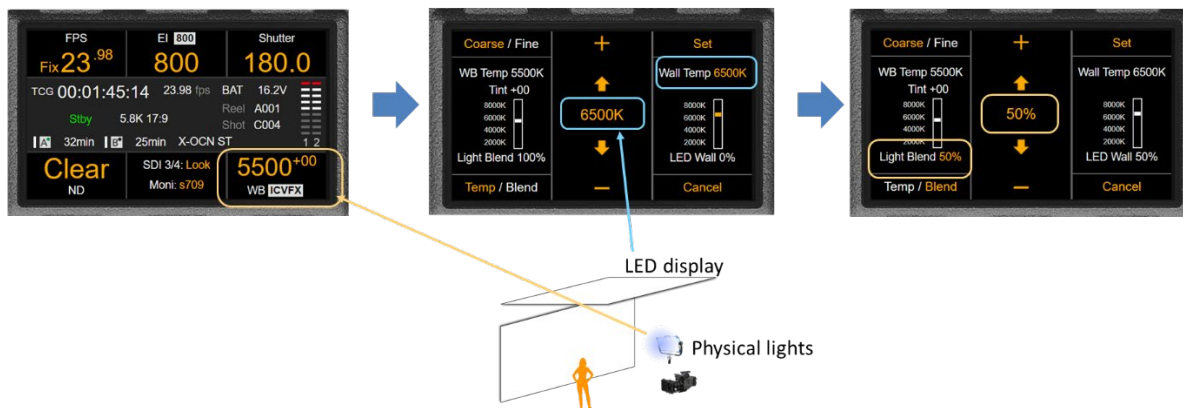 FPS
Fix 23.98
EI 800
800
Shutter
180.0
TCG 00:01:45:14 23.98 fps BAT 16.2V
Reel A001
Stby 5.8K 17:9
Shot C004
A 32min B 25min X-OCN ST 1 2
Clear
ND
SDI 3/4: Look
Moni: s709
5500+00
WB ICVFX
Coarse / Fine
+
Set
WB Temp 5500K
Tint +00
8000K
6000K
4000K
2000K
Light Blend 100%
6500K
Wall Temp 6500K
8000K
6000K
4000K
2000K
LED Wall 0%
Temp / Blend
−
Cancel
Coarse / Fine
+
Set
WB Temp 5500K
Tint +00
8000K
6000K
4000K
2000K
Light Blend 50%
50%
Wall Temp 6500K
8000K
6000K
4000K
2000K
LED Wall 50%
Temp / Blend
−
Cancel
LED display
Physical lights